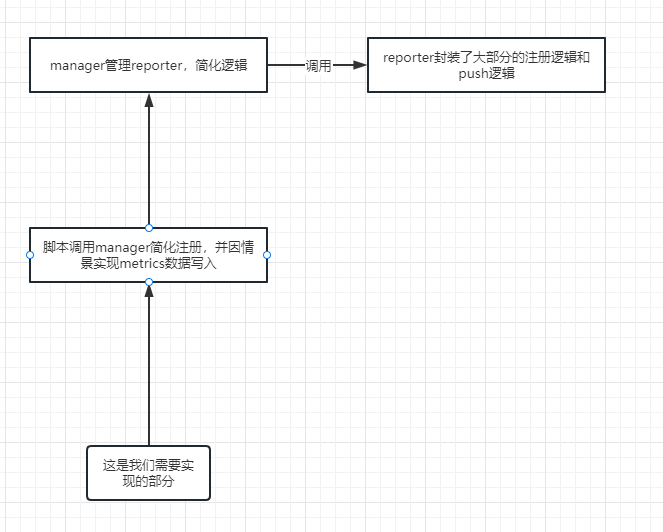 manager管理reporter，简化逻辑
调用
reporter封装了大部分的注册逻辑和
push逻辑
脚本调用manager简化注册，并因情
景实现metrics数据写入
这是我们需要实
现的部分